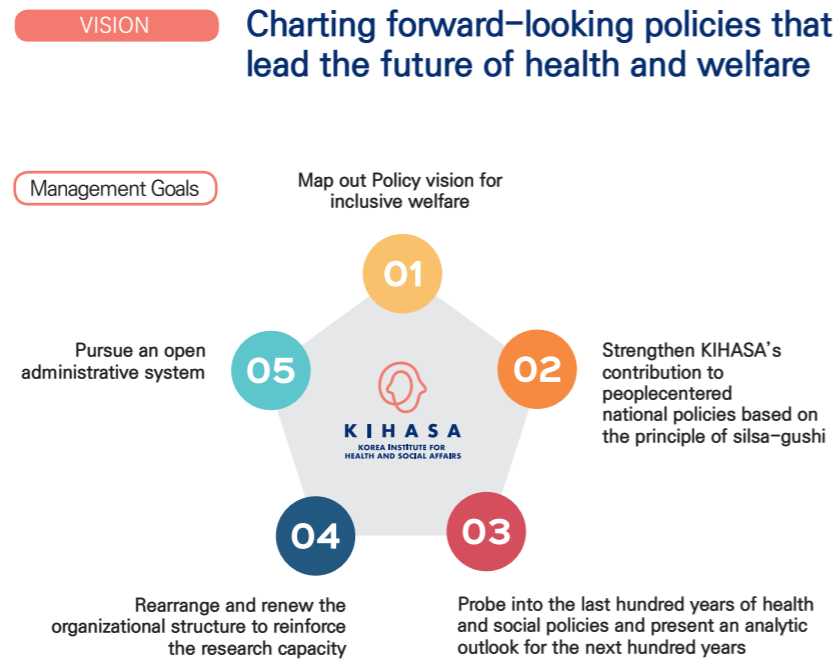 VISION
Charting forward-looking policies that
lead the future of health and welfare
Management Goals
Map out Policy vision for
inclusive welfare
01
02
Strengthen KIHASA's
contribution to
peoplecentered
national policies based on
the principle of silsa-gushi
03
Probe into the last hundred years of health
and social policies and present an analytic
outlook for the next hundred years
04
Rearrange and renew the
organizational structure to reinforce
the research capacity
05
Pursue an open
administrative system
KIHASA
KOREA INSTITUTE FOR
HEALTH AND SOCIAL AFFAIRS